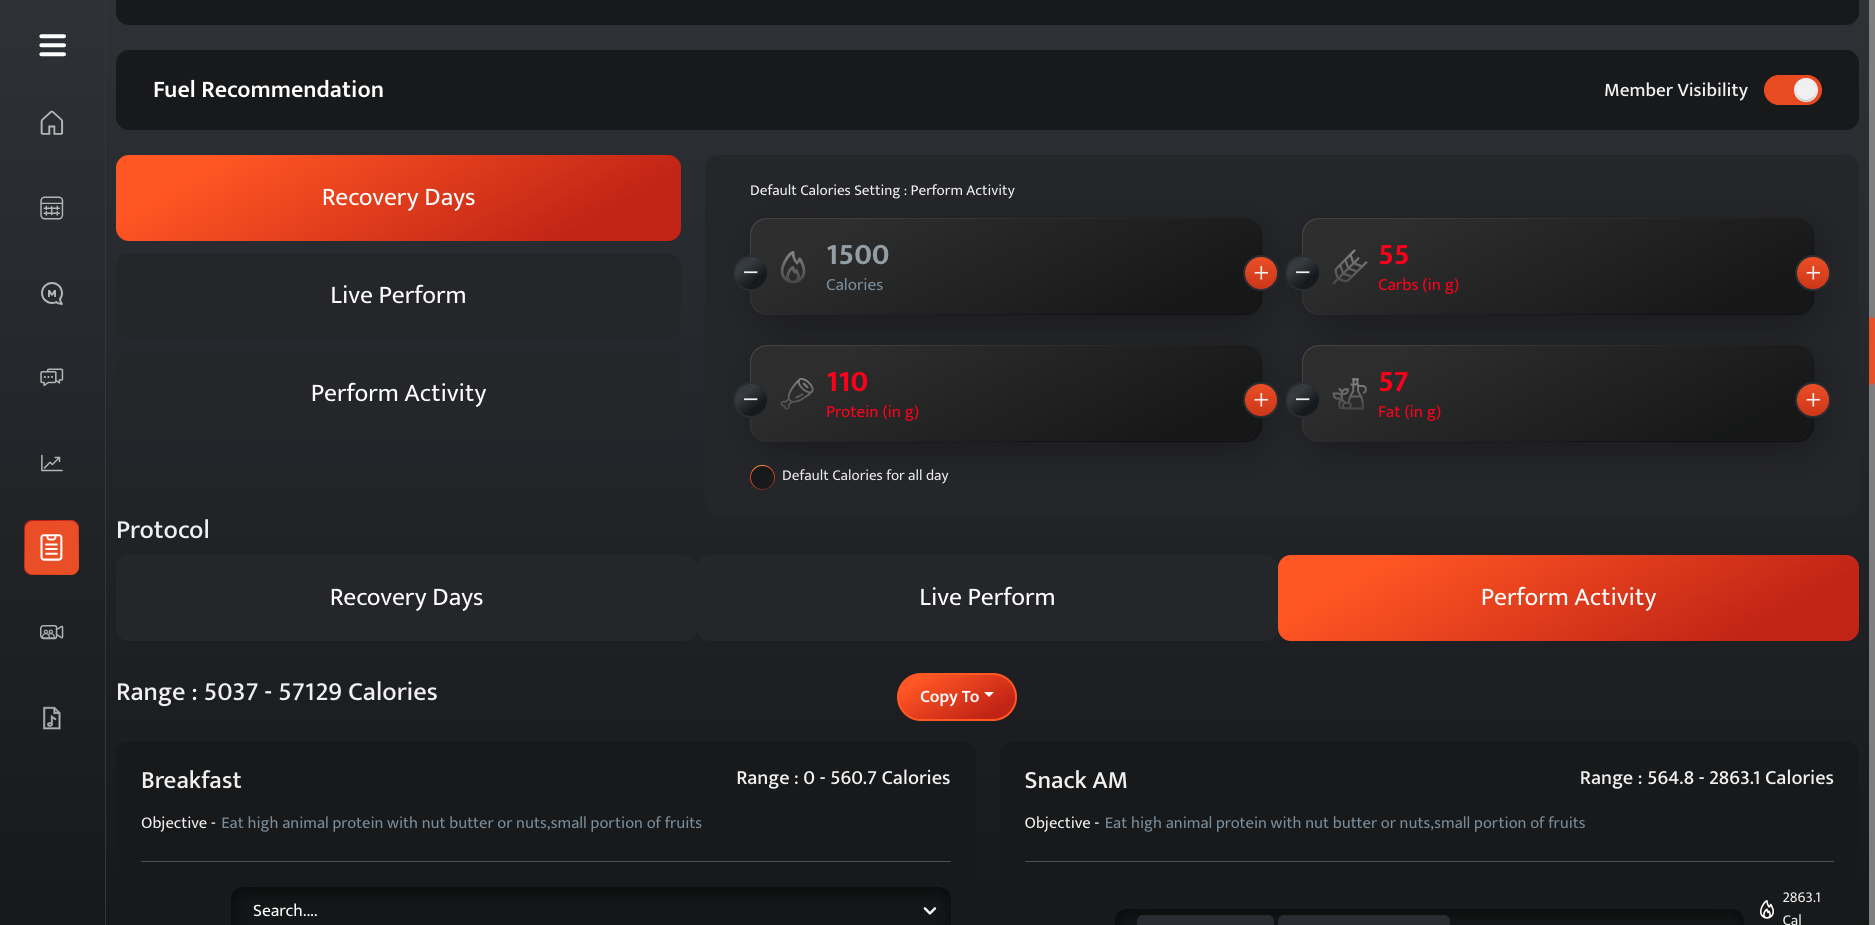 Fuel Recommendation
Member Visibility
Recovery Days
Live Perform
Perform Activity
Default Calories Setting : Perform Activity
1500
Calories
55
Carbs (in g)
110
Protein (in g)
57
Fat (in g)
Default Calories for all day
Protocol
Recovery Days
Live Perform
Perform Activity
Range : 5037 - 57129 Calories
Copy To
Breakfast
Range : 0 - 560.7 Calories
Objective - Eat high animal protein with nut butter or nuts,small portion of fruits
Search....
Snack AM
Range : 564.8 - 2863.1 Calories
Objective - Eat high animal protein with nut butter or nuts,small portion of fruits
2863.1
Cal